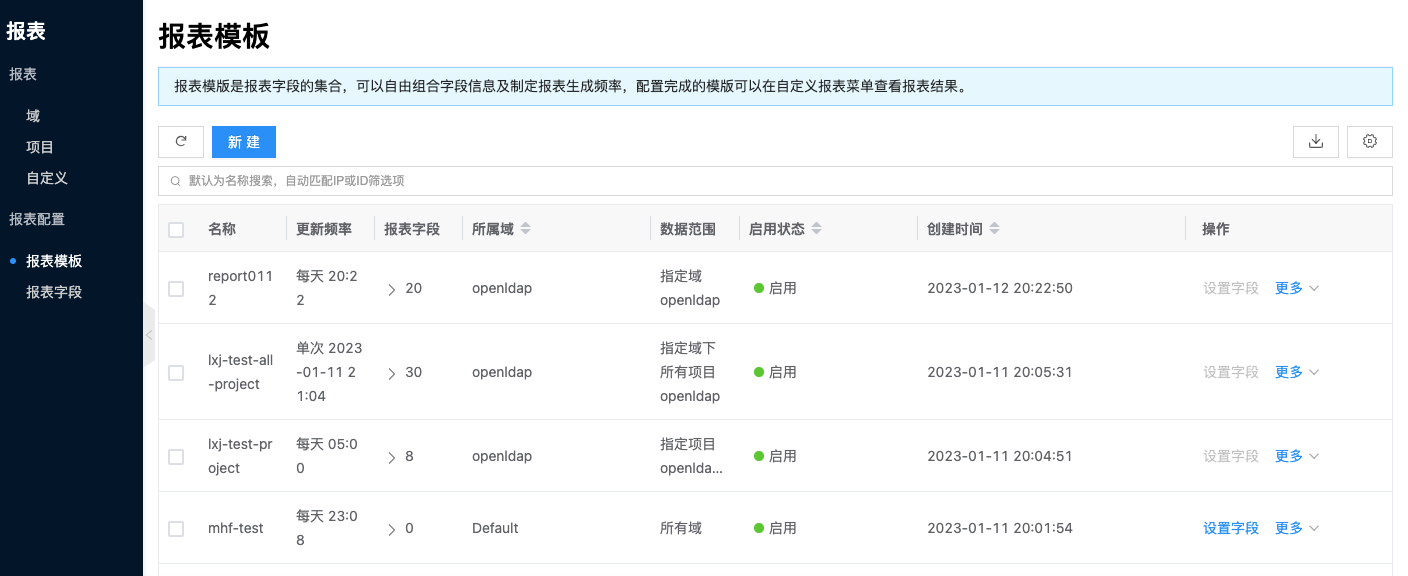 报表
报表
域
项目
自定义
报表配置
报表模板
报表字段
报表模板
报表模版是报表字段的集合，可以自由组合字段信息及制定报表生成频率，配置完成的模版可以在自定义报表菜单查看报表结果。
新 建
默认为名称搜索，自动匹配IP或ID筛选项
名称 更新频率 报表字段 所属域 数据范围 启用状态 创建时间 操作
report011
2
每天 20:2
2
20
openldap
指定域
openldap
启用
2023-01-12 20:22:50
设置字段 更多
lxj-test-all
-project
单次 2023
-01-11 2
1:04
30
openldap
指定域下
所有项目
openldap
启用
2023-01-11 20:05:31
设置字段 更多
lxj-test-pr
oject
每天 05:0
0
8
openldap
指定项目
openlda...
启用
2023-01-11 20:04:51
设置字段 更多
mhf-test
每天 23:0
8
0
Default
所有域
启用
2023-01-11 20:01:54
设置字段 更多